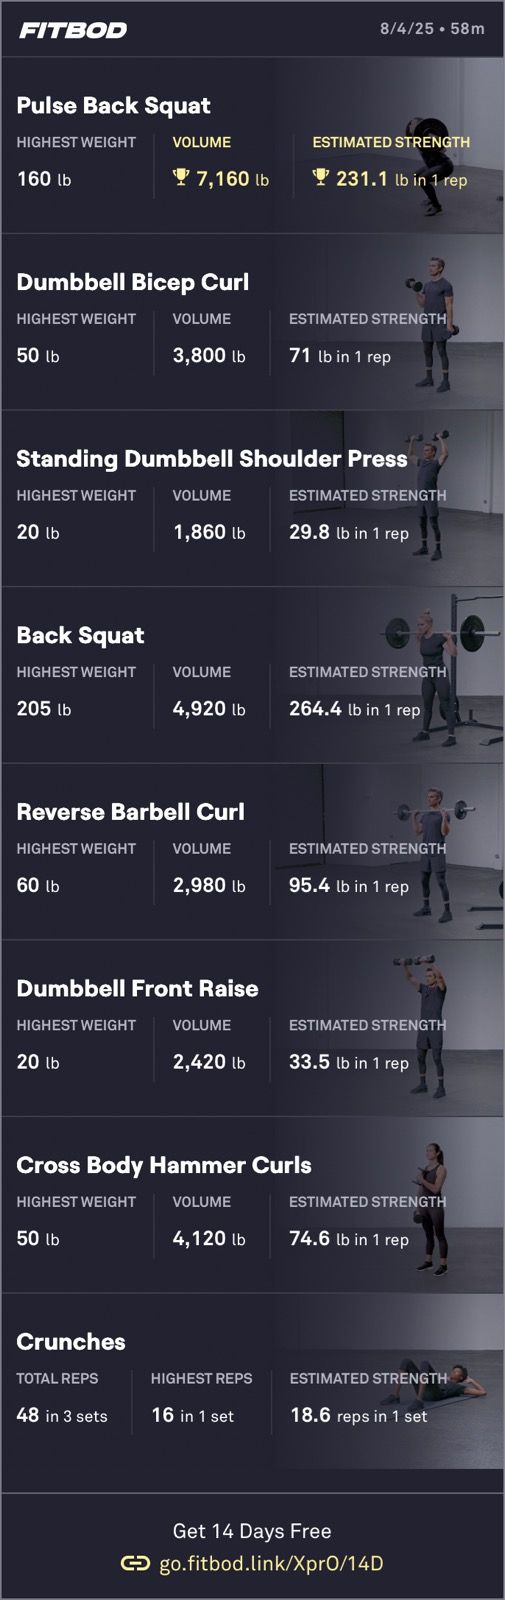 FITBOD
8/4/25 • 58m
Pulse Back Squat
HIGHEST WEIGHT VOLUME ESTIMATED STRENGTH
160 lb 7,160 lb 231.1 lb in 1 rep
Dumbbell Bicep Curl
HIGHEST WEIGHT VOLUME ESTIMATED STRENGTH
50 lb 3,800 lb 71 lb in 1 rep
Standing Dumbbell Shoulder Press
HIGHEST WEIGHT VOLUME ESTIMATED STRENGTH
20 lb 1,860 lb 29.8 lb in 1 rep
Back Squat
HIGHEST WEIGHT VOLUME ESTIMATED STRENGTH
205 lb 4,920 lb 264.4 lb in 1 rep
Reverse Barbell Curl
HIGHEST WEIGHT VOLUME ESTIMATED STRENGTH
60 lb 2,980 lb 95.4 lb in 1 rep
Dumbbell Front Raise
HIGHEST WEIGHT VOLUME ESTIMATED STRENGTH
20 lb 2,420 lb 33.5 lb in 1 rep
Cross Body Hammer Curls
HIGHEST WEIGHT VOLUME ESTIMATED STRENGTH
50 lb 4,120 lb 74.6 lb in 1 rep
Crunches
TOTAL REPS HIGHEST REPS ESTIMATED STRENGTH
48 in 3 sets 16 in 1 set 18.6 reps in 1 set
Get 14 Days Free
go.fitbod.link/XprO/14D